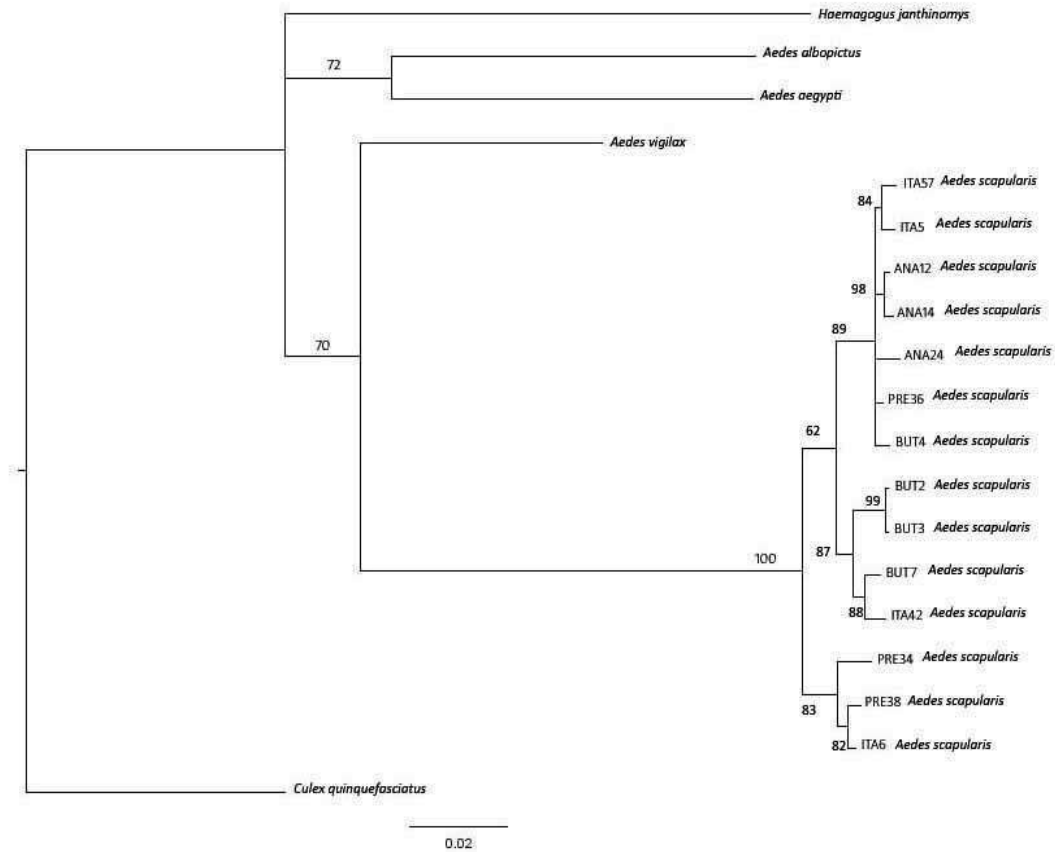 Haemagogus janthinomys
Aedes albopictus
72
Aedes aegypti
Aedes vigilax
ITA57 Aedes scapularis
84
ITA5 Aedes scapularis
ANA12 Aedes scapularis
98
ANA14 Aedes scapularis
89
ANA24 Aedes scapularis
70
PRE36 Aedes scapularis
62
BUT4 Aedes scapularis
BUT2 Aedes scapularis
99
BUT3 Aedes scapularis
87
100
BUT7 Aedes scapularis
88
ITA42 Aedes scapularis
PRE34 Aedes scapularis
PRE38 Aedes scapularis
83
82
ITA6 Aedes scapularis
Culex quinquefasciatus
0.02